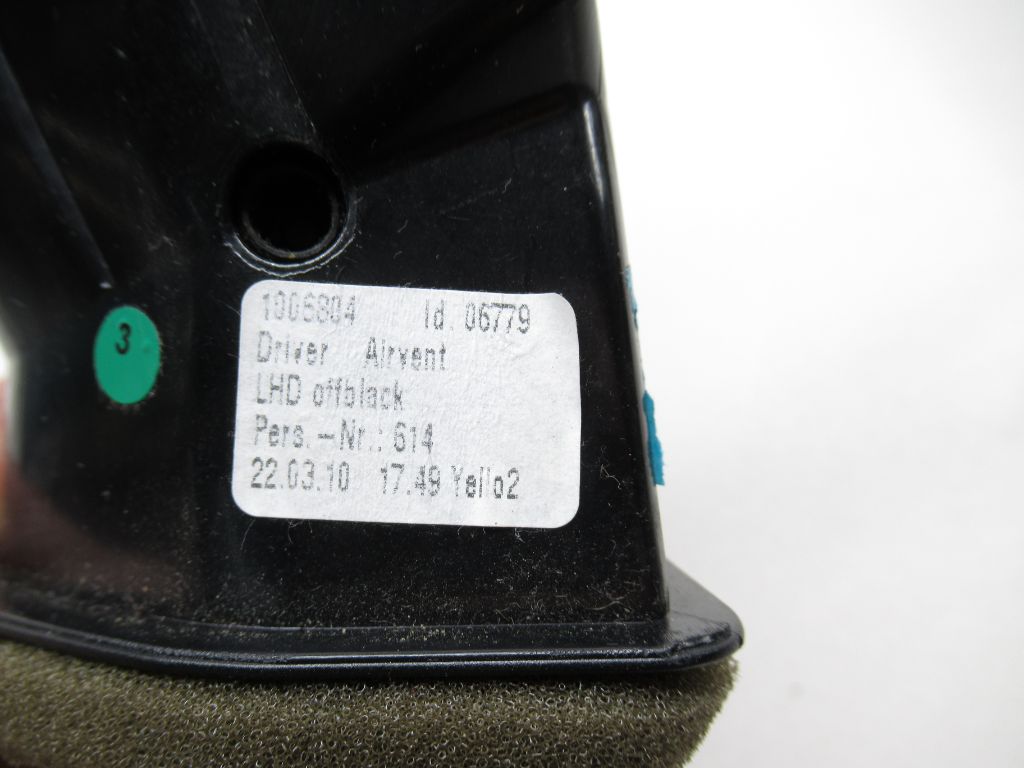 1006804 Id. 06779
Driver Airvent
LHD offblack
Pers.-Nr.: 614
22.03.10 17.49 Yello2
3